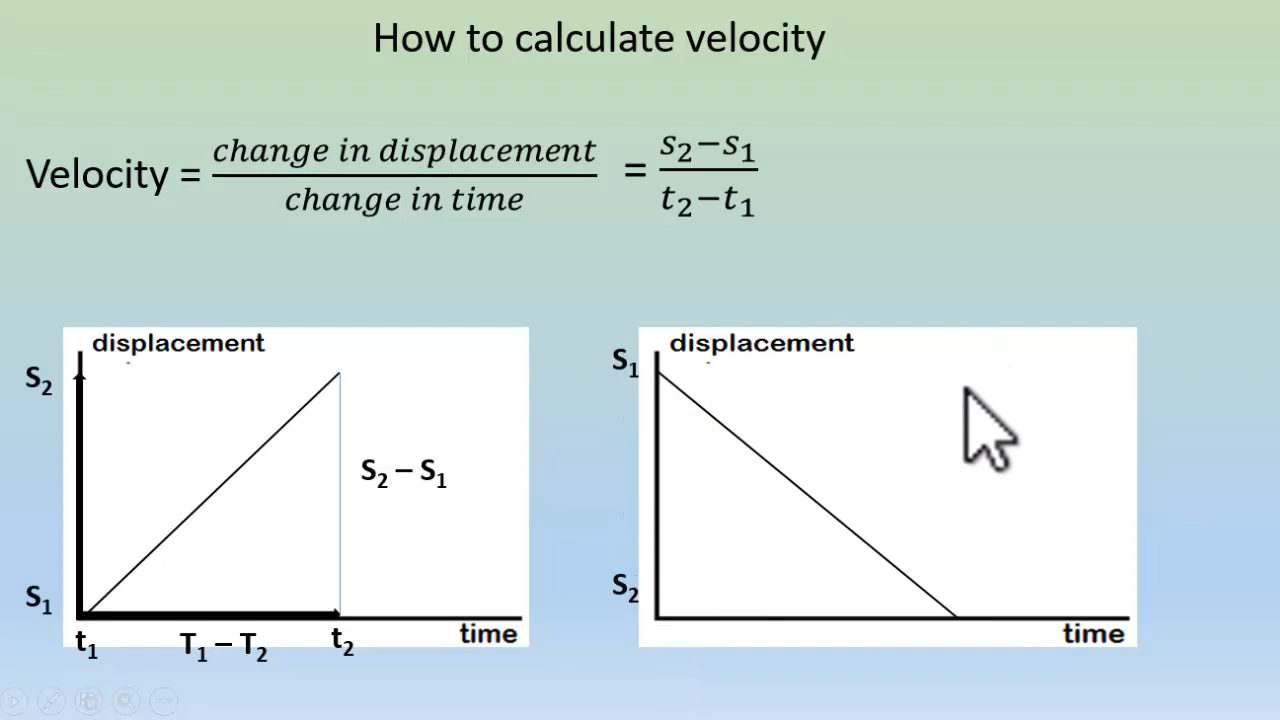 How to calculate velocity
Velocity = change in displacement / change in time = s₂−s₁ / t₂−t₁
displacement
S₂
S₂ – S₁
S₁
t₁ T₁ – T₂ t₂ time
displacement
S₁
S₂
time